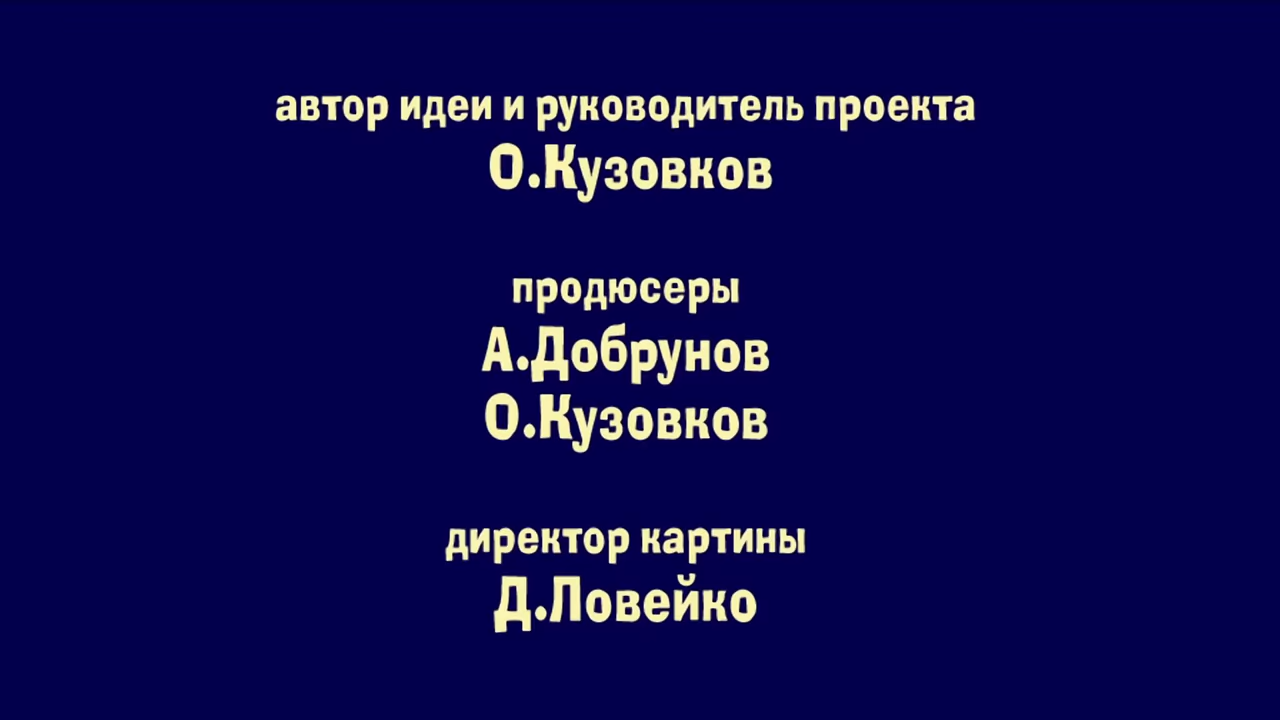 автор идеи и руководитель проекта
О.Кузовков
продюсеры
А.Добрунов
О.Кузовков
директор картины
Д.Ловейко